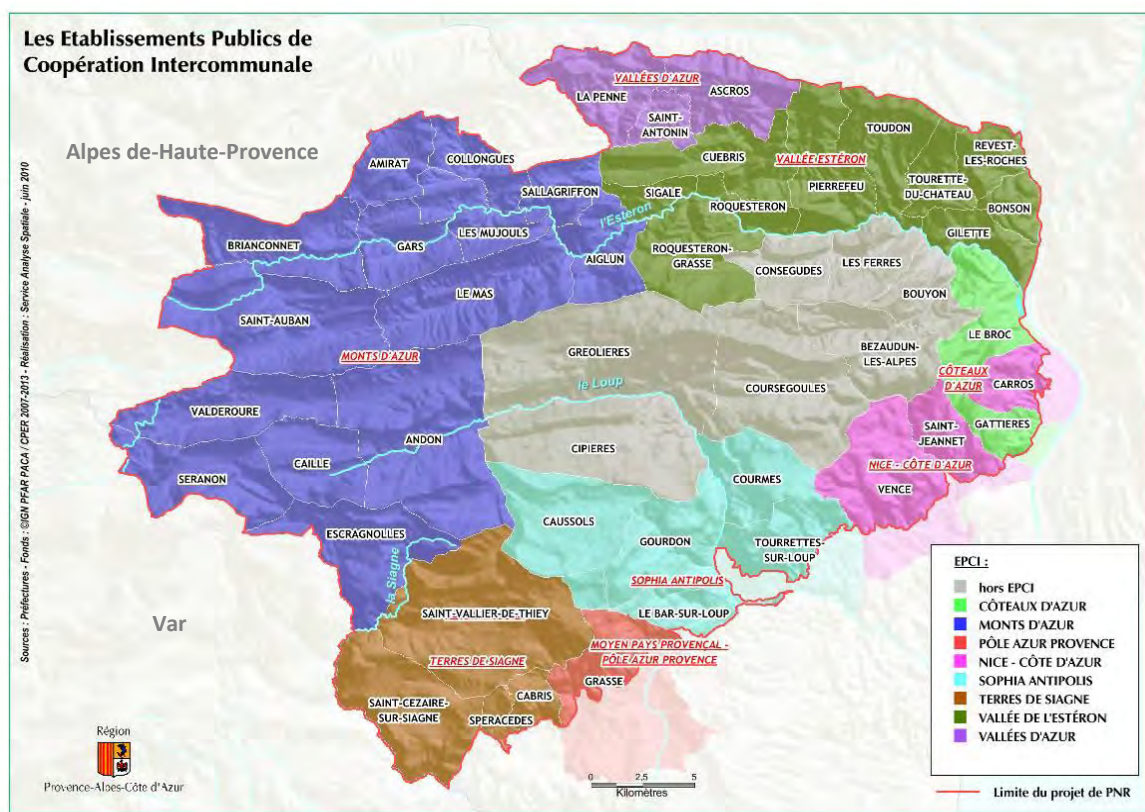 Les Etablissements Publics de
Coopération Intercommunale
Alpes de-Haute-Provence
Var
Sources : Préfectures - Fonds : ©IGN PFAR PACA / CPER 2007-2013 - Réalisation : Service Analyse Spatiale - juin 2010
VALLÉES D'AZUR
LA PENNE
ASCROS
SAINT-
ANTONIN
TOUDON
REVEST-
LES-ROCHES
CUEBRIS
VALLÉE ESTÉRON
AMIRAT
COLLONGUES
SALLAGRIFFON
SIGALE
PIERREFEU
TOURETTE-
DU-CHATEAU
ROQUESTERON
BONSON
l'Esteron
GILETTE
BRIANCONNET
GARS
LES MUJOULS
AIGLUN
ROQUESTERON-
GRASSE
CONSEGUDES
LES FERRES
BOUYON
LE MAS
SAINT-AUBAN
LE BROC
MONTS D'AZUR
GREOLIERES
BEZAUDUN-
LES-ALPES
CÔTEAUX
D'AZUR
CARROS
le Loup
COURSEGOULES
VALDEROURE
ANDON
SAINT-
JEANNET
GATTIERES
CIPIERES
CAILLE
SERANON
NICE - CÔTE D'AZUR
COURMES
VENCE
CAUSSOLS
ESCRAGNOLLES
GOURDON
TOURRETTES-
SUR-LOUP
la Siagne
SOPHIA ANTIPOLIS
SAINT-VALLIER-DE-THIEY
LE BAR-SUR-LOUP
MOYEN PAYS PROVENÇAL -
PÔLE AZUR PROVENCE
TERRES DE SIAGNE
GRASSE
CABRIS
SAINT-CEZAIRE-
SUR-SIAGNE
SPERACEDES
EPCI :
hors EPCI
CÔTEAUX D'AZUR
MONTS D'AZUR
PÔLE AZUR PROVENCE
NICE - CÔTE D'AZUR
SOPHIA ANTIPOLIS
TERRES DE SIAGNE
VALLÉE DE L'ESTÉRON
VALLÉES D'AZUR
Limite du projet de PNR
0 2,5 5
Kilomètres
Région
Provence-Alpes-Côte d'Azur